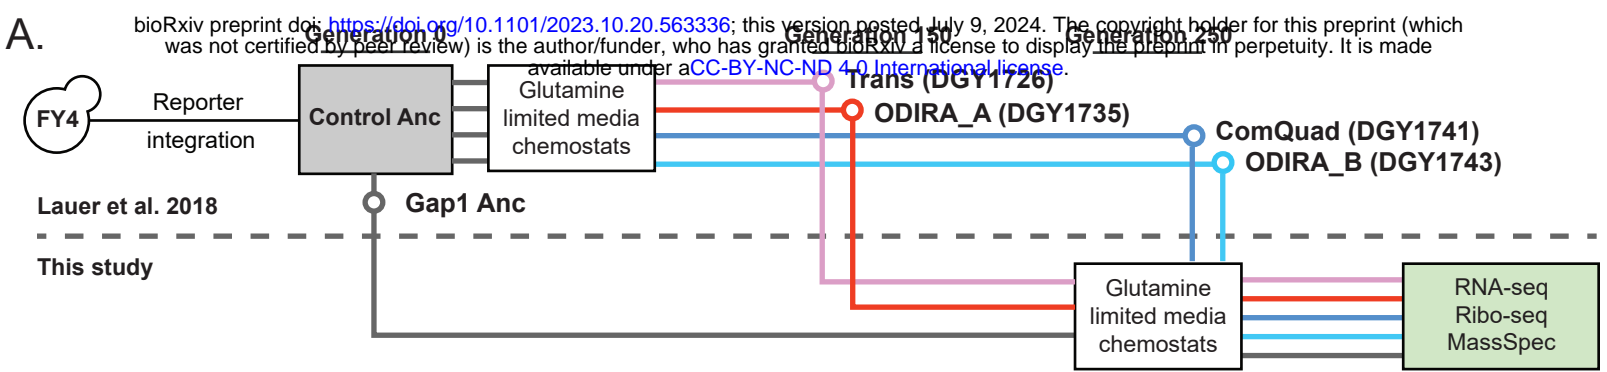 A.
bioRxiv preprint doi: https://doi.org/10.1101/2023.10.20.563336; this version posted July 9, 2024. The copyright holder for this preprint (which
was not certified by peer review) is the author/funder, who has granted bioRxiv a license to display the preprint in perpetuity. It is made
available under aCC-BY-NC-ND 4.0 International license.
Generation 0
Generation 150
Generation 250
FY4
Reporter
integration
Control Anc
Glutamine
limited media
chemostats
Trans (DGY1726)
ODIRA_A (DGY1735)
ComQuad (DGY1741)
ODIRA_B (DGY1743)
Gap1 Anc
Lauer et al. 2018
This study
Glutamine
limited media
chemostats
RNA-seq
Ribo-seq
MassSpec